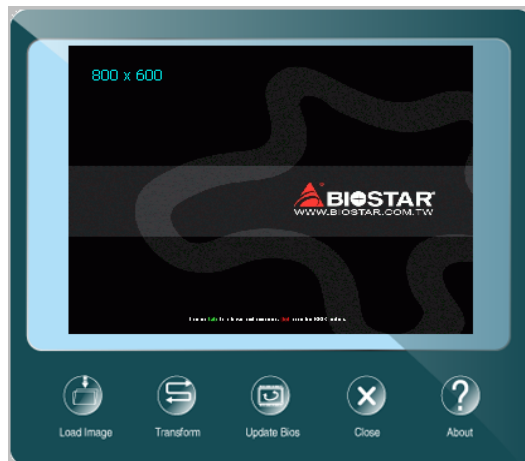 800 x 600
BIOSTAR
WWW.BIOSTAR.COM.TW
Load Image
Transform
Update Bios
Close
About